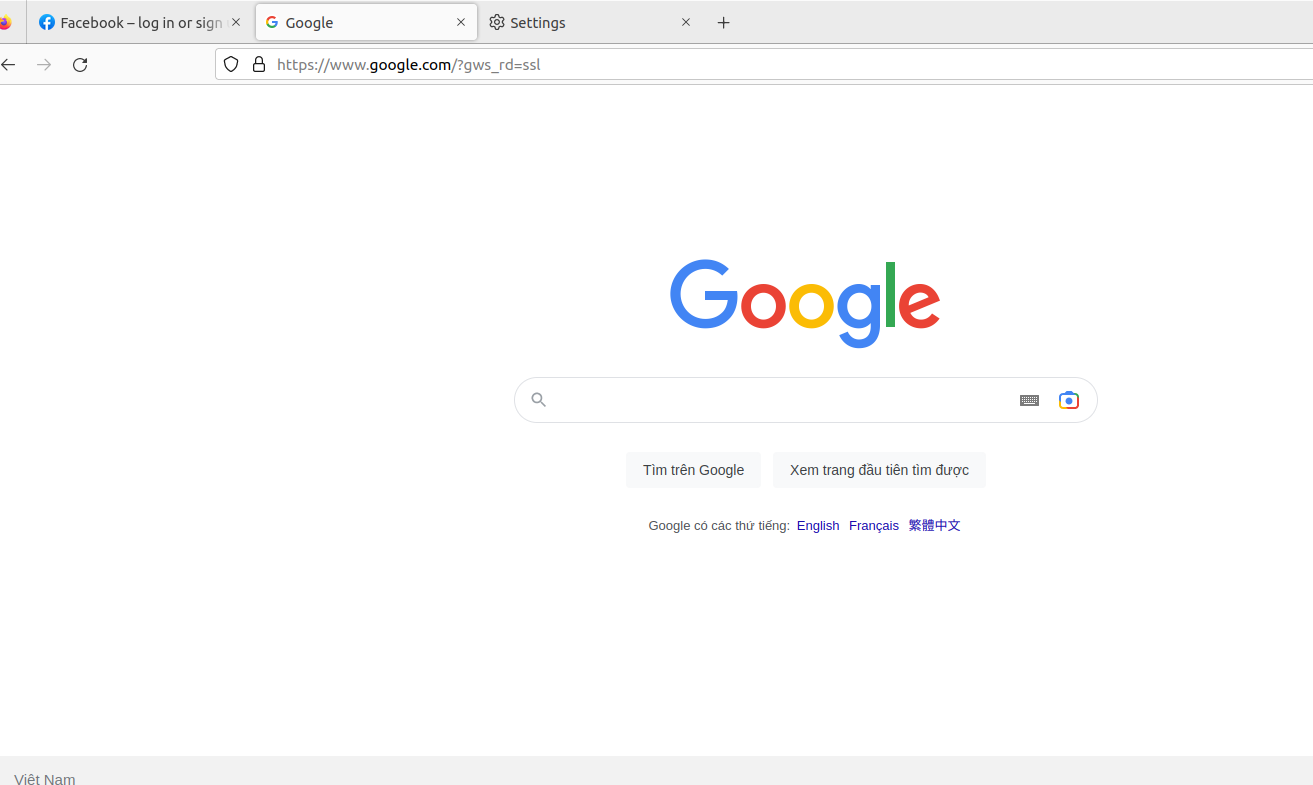 Facebook – log in or sign
Google
Settings
https://www.google.com/?gws_rd=ssl
Google
Tìm trên Google
Xem trang đầu tiên tìm được
Google có các thứ tiếng: English Français 繁體中文
Việt Nam